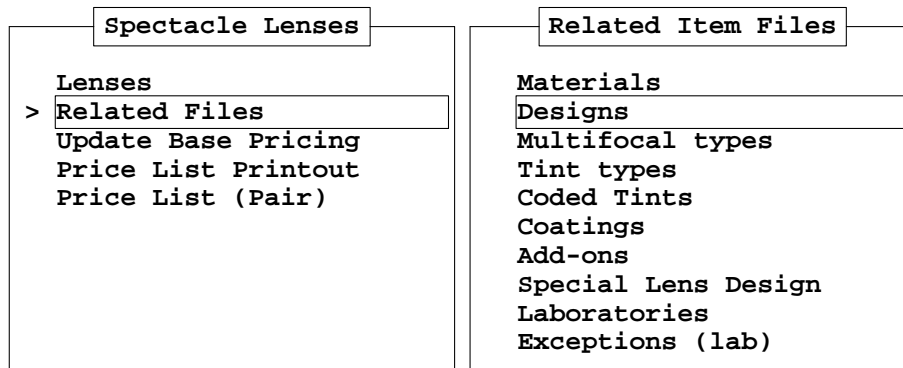 Spectacle Lenses
Lenses
> Related Files
Update Base Pricing
Price List Printout
Price List (Pair)
Related Item Files
Materials
Designs
Multifocal types
Tint types
Coded Tints
Coatings
Add-ons
Special Lens Design
Laboratories
Exceptions (lab)